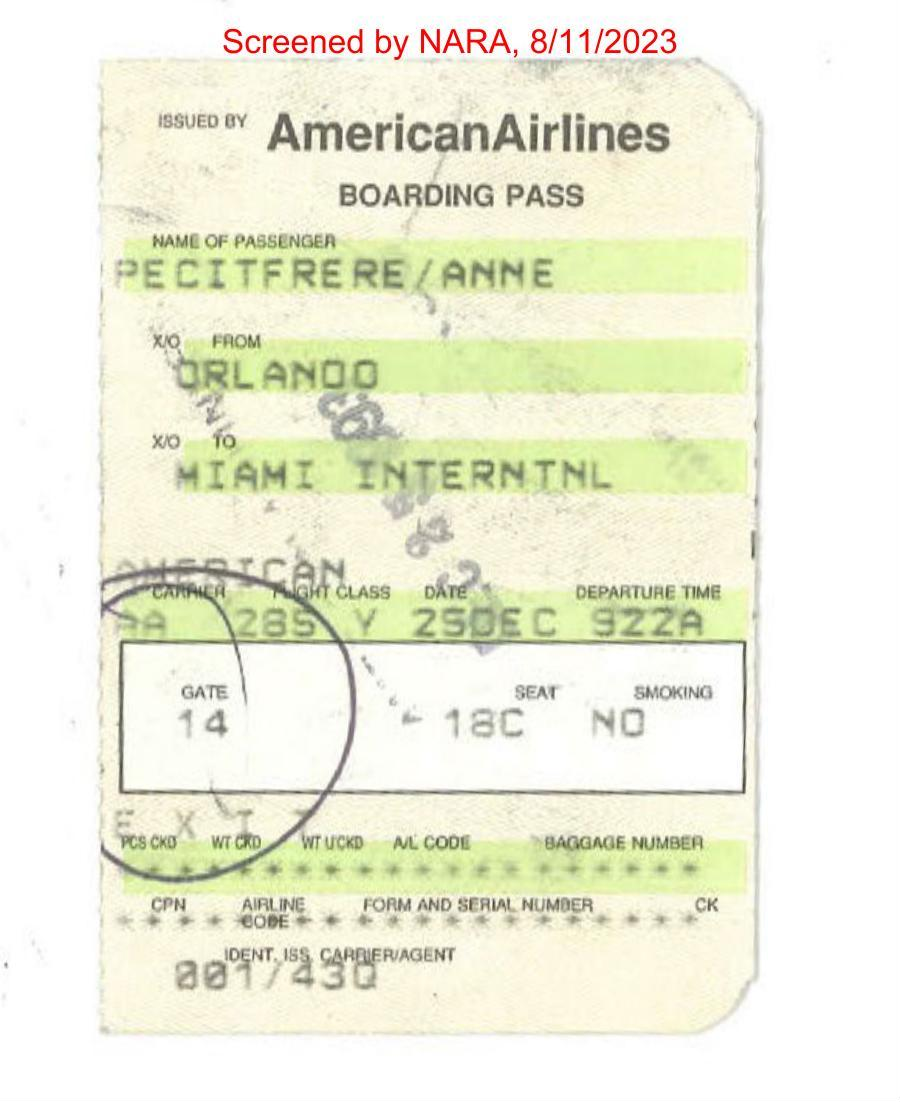 Screened by NARA, 8/11/2023
ISSUED BY AmericanAirlines
BOARDING PASS
NAME OF PASSENGER
PECITFRERE/ANNE
X/O FROM
ORLANDO
X/O TO
MIAMI INTERNTNL
AMERICAN
CARRIER FLIGHT CLASS DATE DEPARTURE TIME
AA 285 Y 25DEC 922A
GATE SEAT SMOKING
14 18C NO
E X I T
PCS CKD WT CKD WT U'CKD A/L CODE BAGGAGE NUMBER
* * * * * * * * * * * * * * * * * * *
CPN AIRLINE CODE FORM AND SERIAL NUMBER CK
* * * * * * * * * * * * * * * * * * *
IDENT. ISS. CARRIER/AGENT
001/43Q